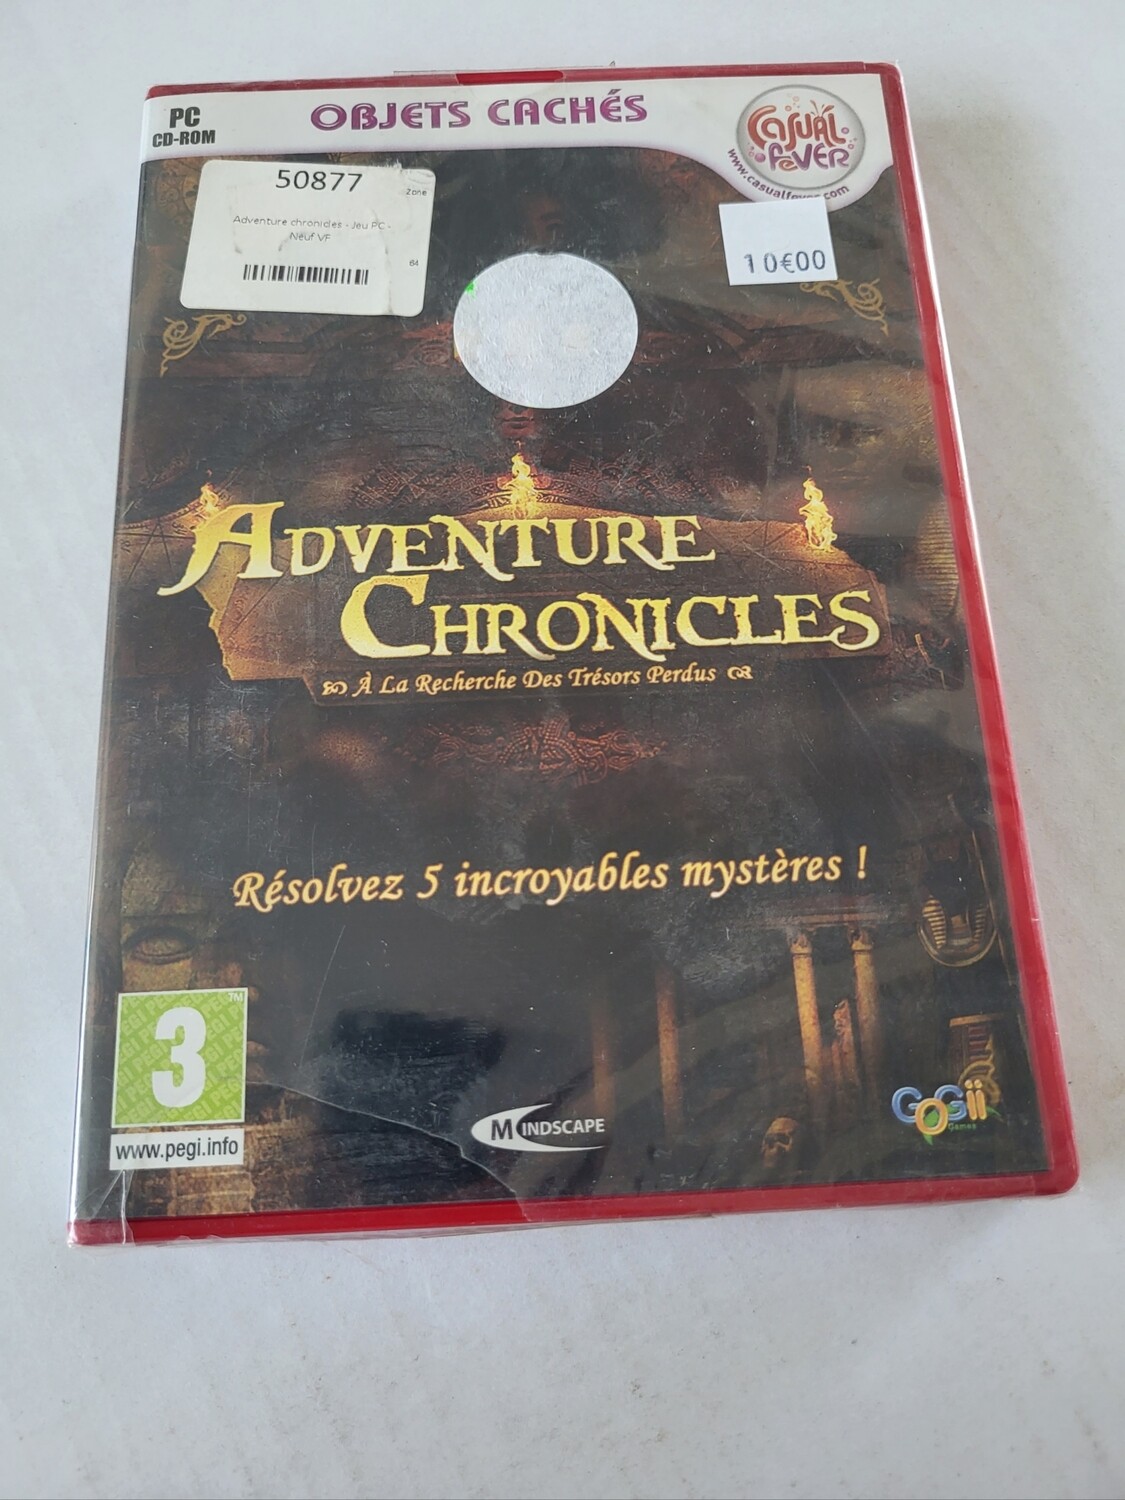 PC
CD-ROM
OBJETS CACHÉS
CASUAL
FEVER
www.casualfever.com
50877
Zone
Adventure chronicles - Jeu PC -
Neuf VF
64
10€00
ADVENTURE
CHRONICLES
À La Recherche Des Trésors Perdus
Résolvez 5 incroyables mystères !
3
TM
www.pegi.info
MINDSCAPE
GOGii
Games